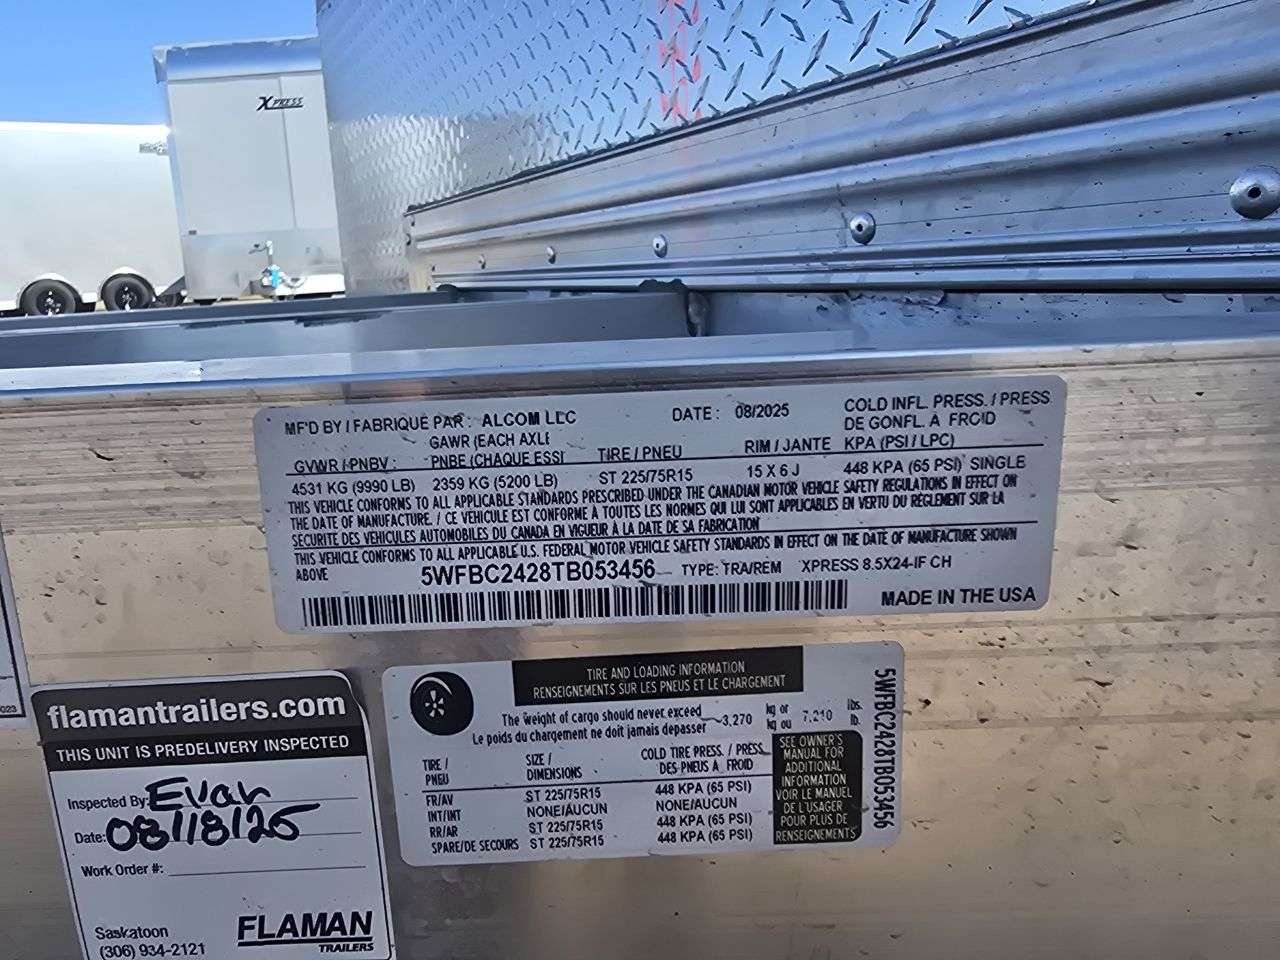 XPRESS
MF'D BY / FABRIQUÉ PAR : ALCOM LLC DATE : 08/2025 COLD INFL. PRESS. / PRESS
DE GONFL. À FROID
GAWR (EACH AXLE
GVWR / PNBV : PNBE (CHAQUE ESSI TIRE / PNEU RIM / JANTE KPA (PSI / LPC)
4531 KG (9990 LB) 2359 KG (5200 LB) ST 225/75R15 15 X 6 J 448 KPA (65 PSI) SINGLE
THIS VEHICLE CONFORMS TO ALL APPLICABLE STANDARDS PRESCRIBED UNDER THE CANADIAN MOTOR VEHICLE SAFETY REGULATIONS IN EFFECT ON
THE DATE OF MANUFACTURE. / CE VEHICULE EST CONFORME À TOUTES LES NORMES QUI LUI SONT APPLICABLES EN VERTU DU RÈGLEMENT SUR LA
SÉCURITÉ DES VÉHICULES AUTOMOBILES DU CANADA EN VIGUEUR À LA DATE DE SA FABRICATION
THIS VEHICLE CONFORMS TO ALL APPLICABLE U.S. FEDERAL MOTOR VEHICLE SAFETY STANDARDS IN EFFECT ON THE DATE OF MANUFACTURE SHOWN
ABOVE 5WFBC2428TB053456 TYPE: TRA/REM XPRESS 8.5X24-IF CH
MADE IN THE USA
TIRE AND LOADING INFORMATION
RENSEIGNEMENTS SUR LES PNEUS ET LE CHARGEMENT
The weight of cargo should never exceed 3,270 kg or 7,210 lbs.
Le poids du chargement ne doit jamais depasser kg ou lb.
TIRE / SIZE / COLD TIRE PRESS. / PRESS.
PNEU DIMENSIONS DES PNEUS À FROID
FR/AV ST 225/75R15 448 KPA (65 PSI)
INT/INT NONE/AUCUN NONE/AUCUN
RR/AR ST 225/75R15 448 KPA (65 PSI)
SPARE/DE SECOURS ST 225/75R15 448 KPA (65 PSI)
SEE OWNER'S
MANUAL FOR
ADDITIONAL
INFORMATION
VOIR LE MANUEL
DE L'USAGER
POUR PLUS DE
RENSEIGNEMENTS
5WFBC2428TB053456
023
flamantrailers.com
THIS UNIT IS PREDELIVERY INSPECTED
Inspected By: Evan
Date: 08/18/25
Work Order #:
Saskatoon
(306) 934-2121
FLAMAN
TRAILERS